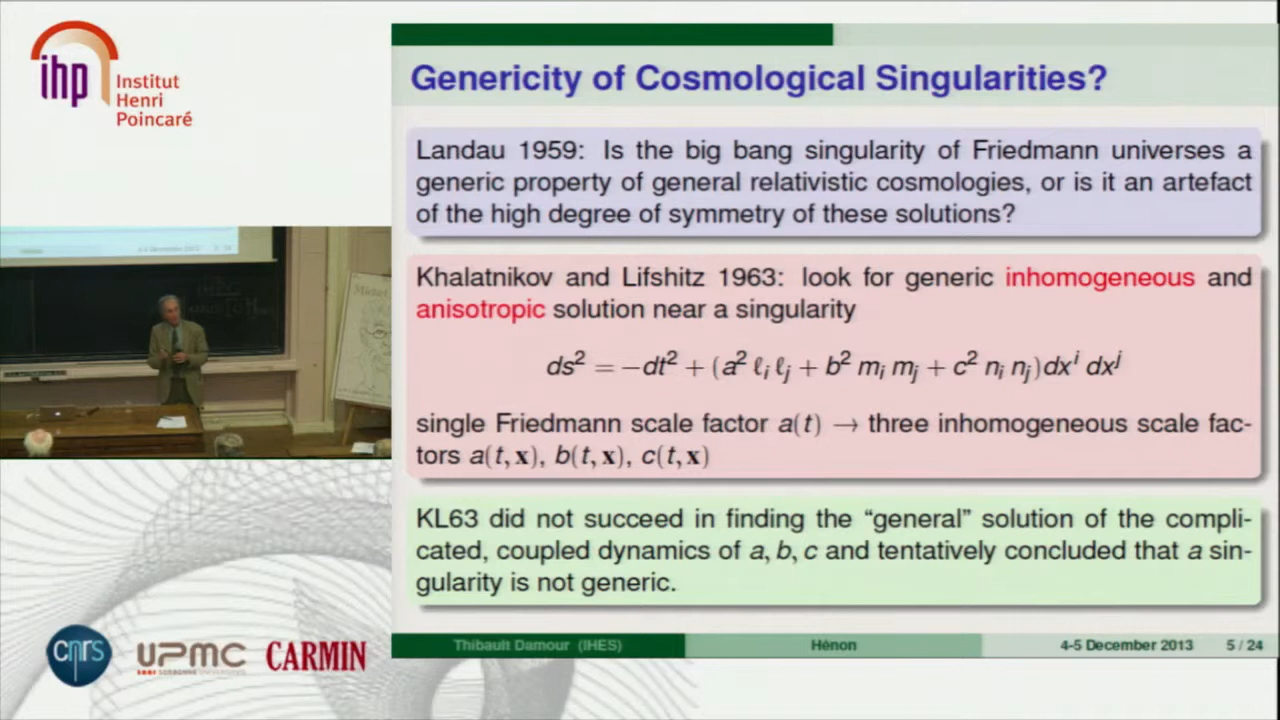 ihp
Institut
Henri
Poincaré
Genericity of Cosmological Singularities?
Landau 1959: Is the big bang singularity of Friedmann universes a
generic property of general relativistic cosmologies, or is it an artefact
of the high degree of symmetry of these solutions?
Khalatnikov and Lifshitz 1963: look for generic inhomogeneous and
anisotropic solution near a singularity
ds² = −dt² + (a² ℓᵢ ℓⱼ + b² mᵢ mⱼ + c² nᵢ nⱼ)dxⁱ dxʲ
single Friedmann scale factor a(t) → three inhomogeneous scale fac-
tors a(t, x), b(t, x), c(t, x)
KL63 did not succeed in finding the “general” solution of the compli-
cated, coupled dynamics of a, b, c and tentatively concluded that a sin-
gularity is not generic.
Thibault Damour (IHES) Hénon 4-5 December 2013 5 / 24
cnrs UPMC CARMIN